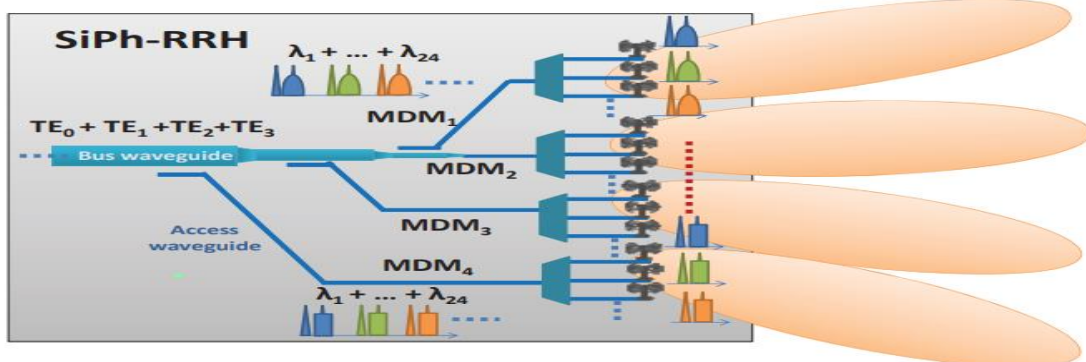 SiPh-RRH
λ1 + ... + λ24
MDM1
TE0 + TE1 +TE2+TE3
Bus waveguide
MDM2
MDM3
Access
waveguide
MDM4
λ1 + ... + λ24